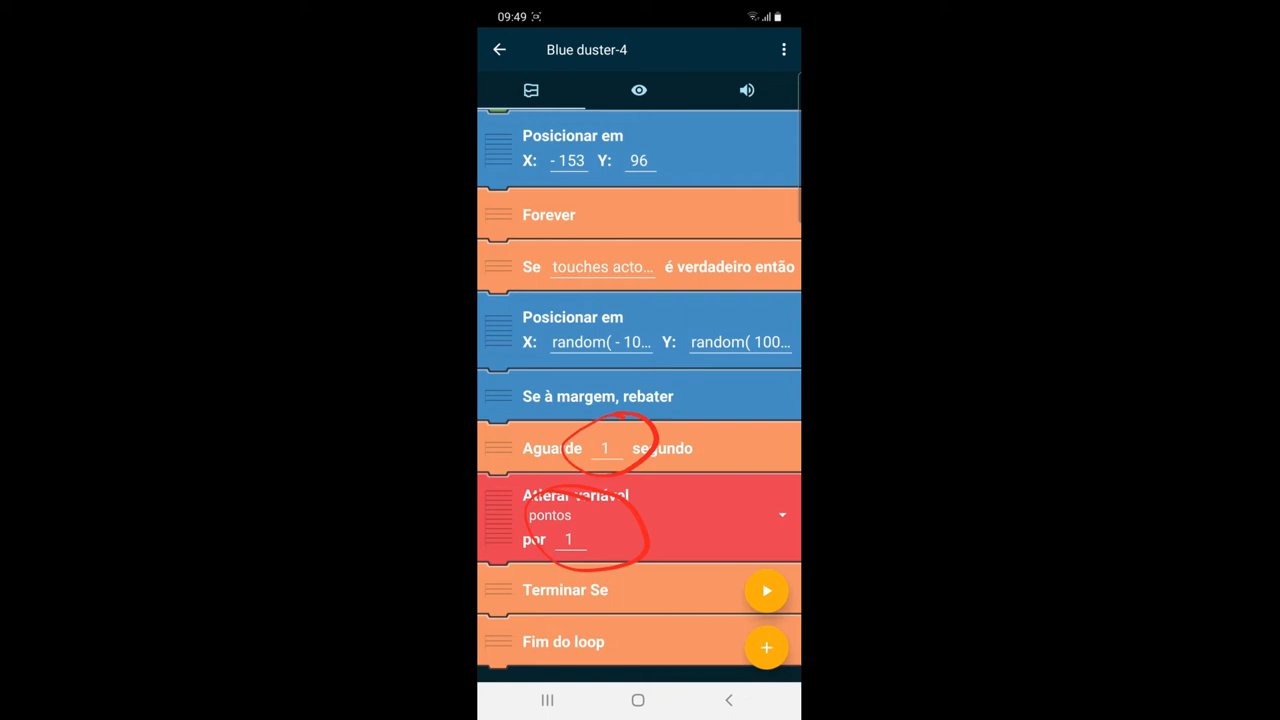 09:49
Blue duster-4
Posicionar em
X: - 153 Y: 96
Forever
Se touches acto... é verdadeiro então
Posicionar em
X: random( - 10... Y: random( 100...
Se à margem, rebater
Aguarde 1 segundo
Atlerar variável
pontos
por 1
Terminar Se
Fim do loop